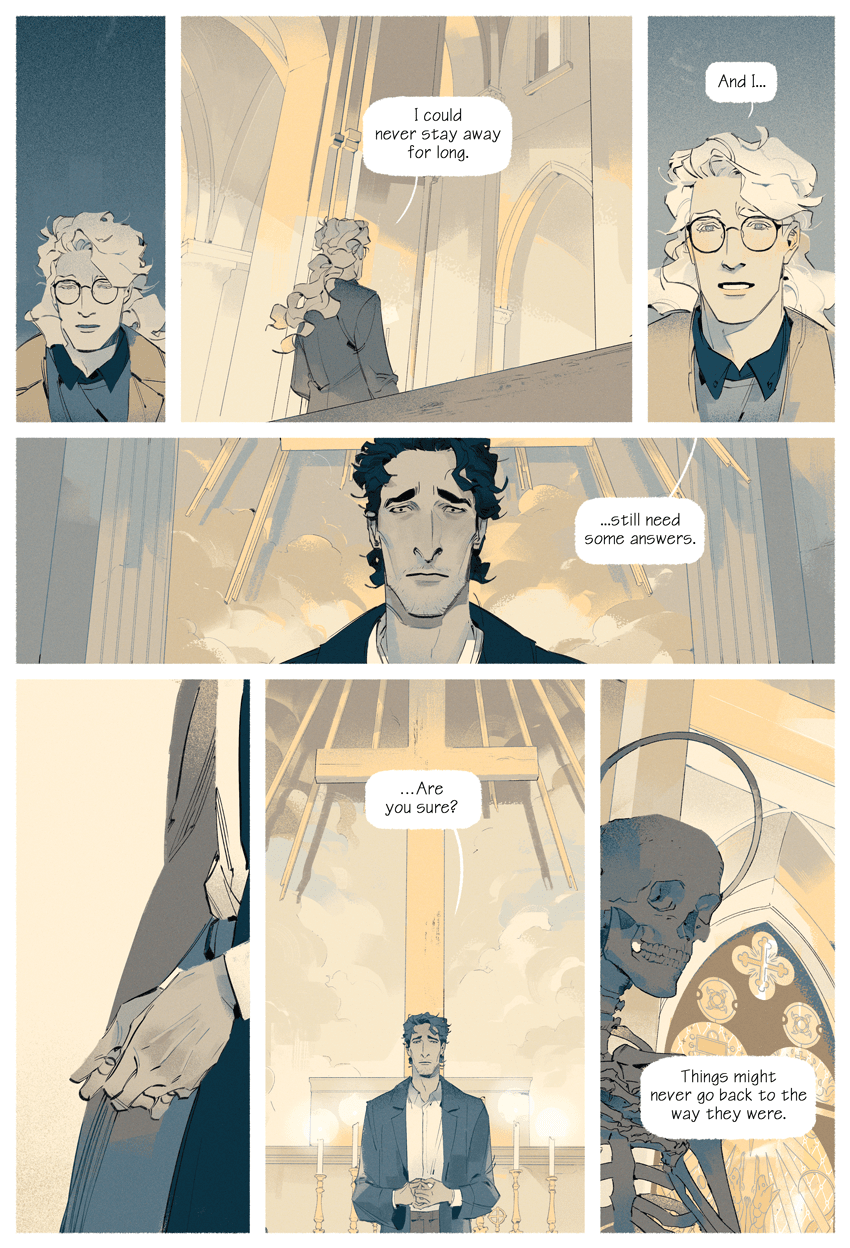 I could
never stay away
for long.
And I...
...still need
some answers.
...Are
you sure?
Things might
never go back to the
way they were.